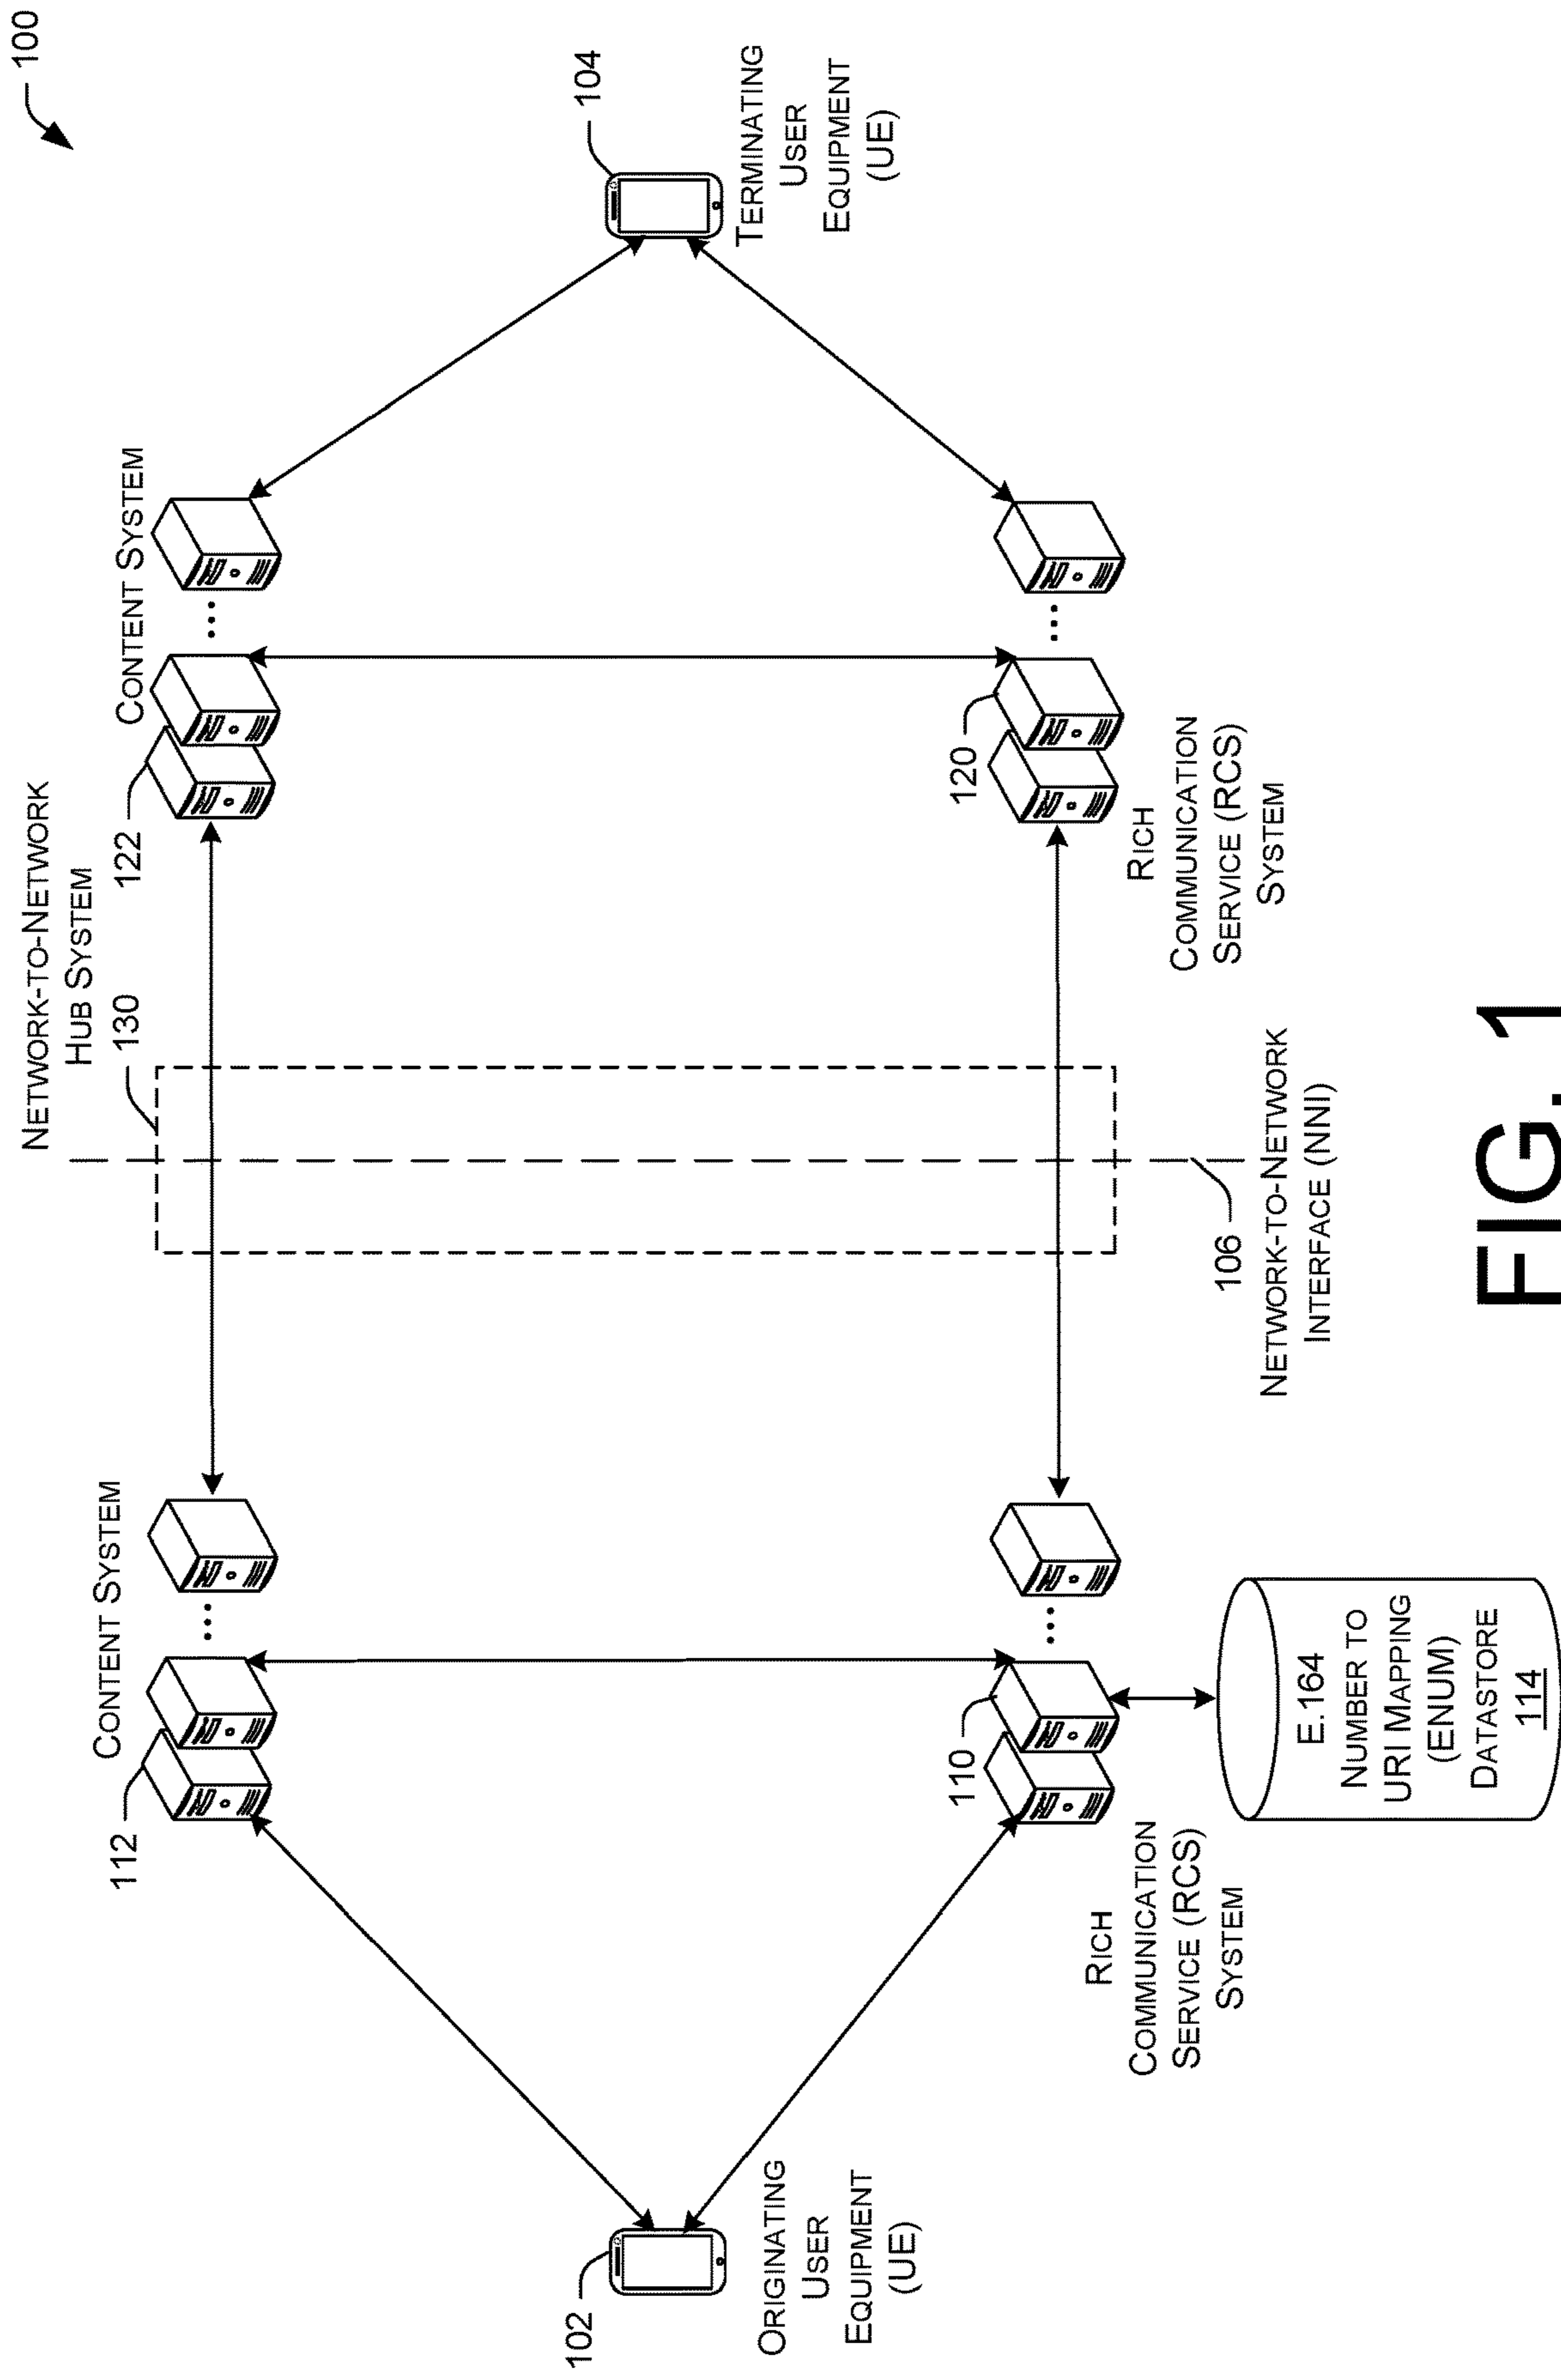 100
NETWORK-TO-NETWORK
HUB SYSTEM
130
CONTENT SYSTEM
112
CONTENT SYSTEM
122
102
ORIGINATING
USER
EQUIPMENT
(UE)
104
TERMINATING
USER
EQUIPMENT
(UE)
110
RICH
COMMUNICATION
SERVICE (RCS)
SYSTEM
120
RICH
COMMUNICATION
SERVICE (RCS)
SYSTEM
106
NETWORK-TO-NETWORK
INTERFACE (NNI)
E.164
NUMBER TO
URI MAPPING
(ENUM)
DATASTORE
114
FIG. 1